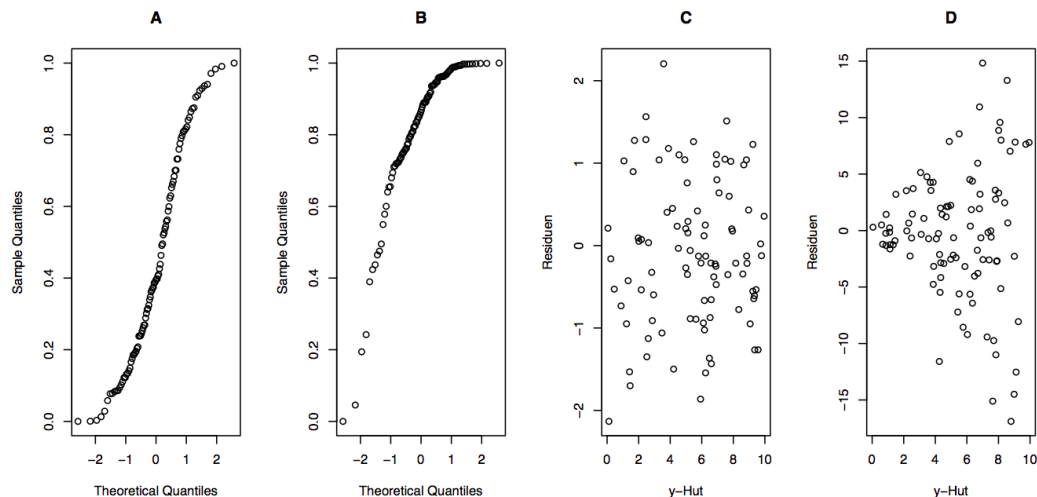 A
B
C
D
Sample Quantiles
0.0 0.2 0.4 0.6 0.8 1.0
−2 −1 0 1 2
Theoretical Quantiles
Sample Quantiles
0.0 0.2 0.4 0.6 0.8 1.0
−2 −1 0 1 2
Theoretical Quantiles
Residuen
−2 −1 0 1 2
0 2 4 6 8 10
y−Hut
Residuen
−15 −10 −5 0 5 10 15
0 2 4 6 8 10
y−Hut